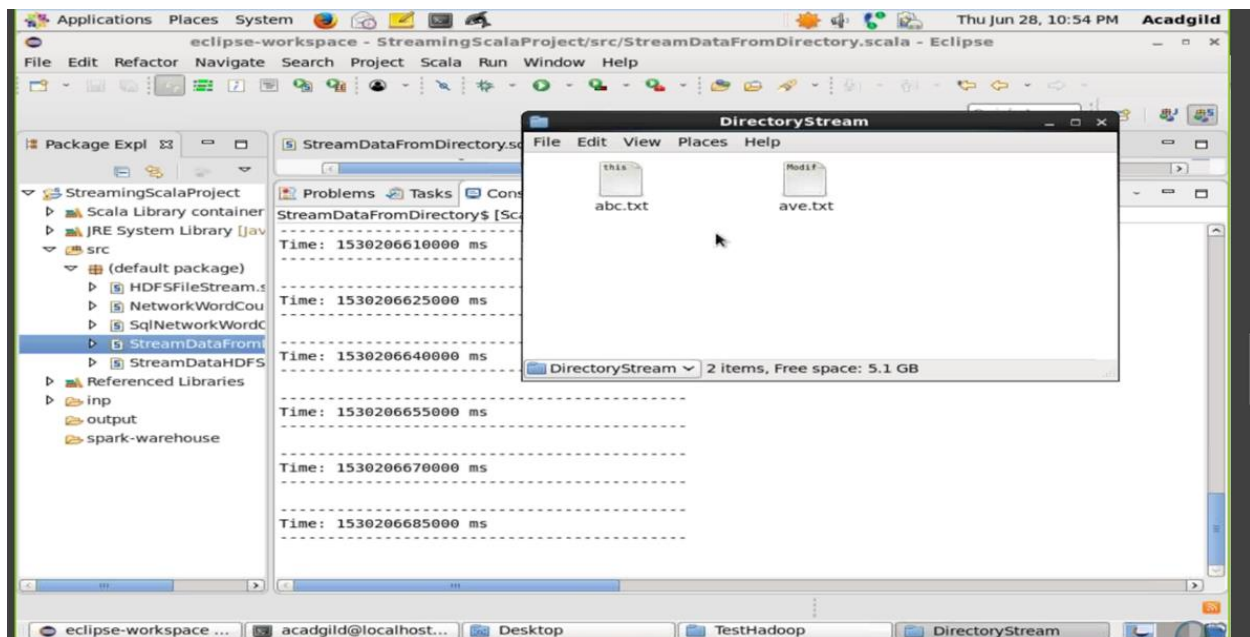 Applications Places System
Thu Jun 28, 10:54 PM Acadgild
eclipse-workspace - StreamingScalaProject/src/StreamDataFromDirectory.scala - Eclipse
File Edit Refactor Navigate Search Project Scala Run Window Help
Package Expl
StreamingScalaProject
Scala Library container
JRE System Library [Jav
src
(default package)
HDFSFileStream.s
NetworkWordCou
SqlNetworkWordC
StreamDataFromI
StreamDataHDFS
Referenced Libraries
inp
output
spark-warehouse
StreamDataFromDirectory.sc
Problems Tasks Cons
StreamDataFromDirectory$ [Sca
-------------------------------------------
Time: 1530206610000 ms
-------------------------------------------
-------------------------------------------
Time: 1530206625000 ms
-------------------------------------------
-------------------------------------------
Time: 1530206640000 ms
-------------------------------------------
-------------------------------------------
Time: 1530206655000 ms
-------------------------------------------
-------------------------------------------
Time: 1530206670000 ms
-------------------------------------------
-------------------------------------------
Time: 1530206685000 ms
-------------------------------------------
DirectoryStream
File Edit View Places Help
this
abc.txt
Modif
ave.txt
DirectoryStream 2 items, Free space: 5.1 GB
eclipse-workspace ... acadgild@localhost... Desktop TestHadoop DirectoryStream